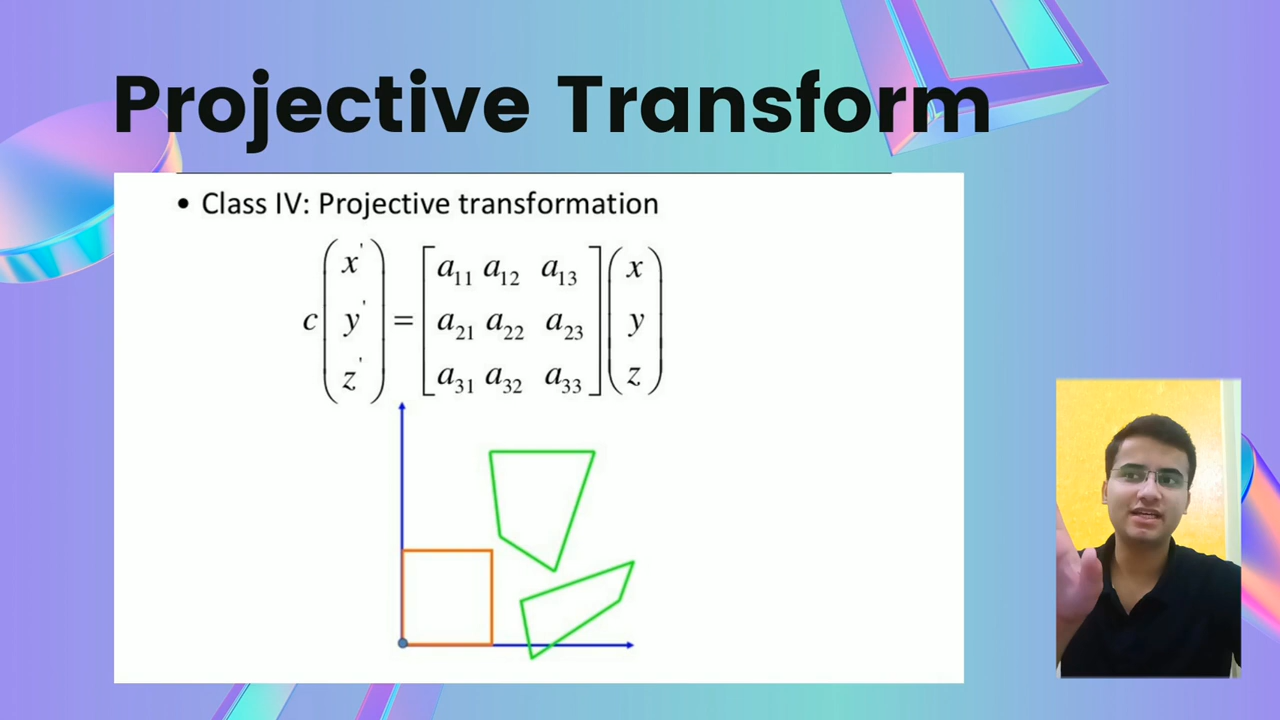 Projective Transform
• Class IV: Projective transformation
c (x' y' z') = [a11 a12 a13 a21 a22 a23 a31 a32 a33] (x y z)